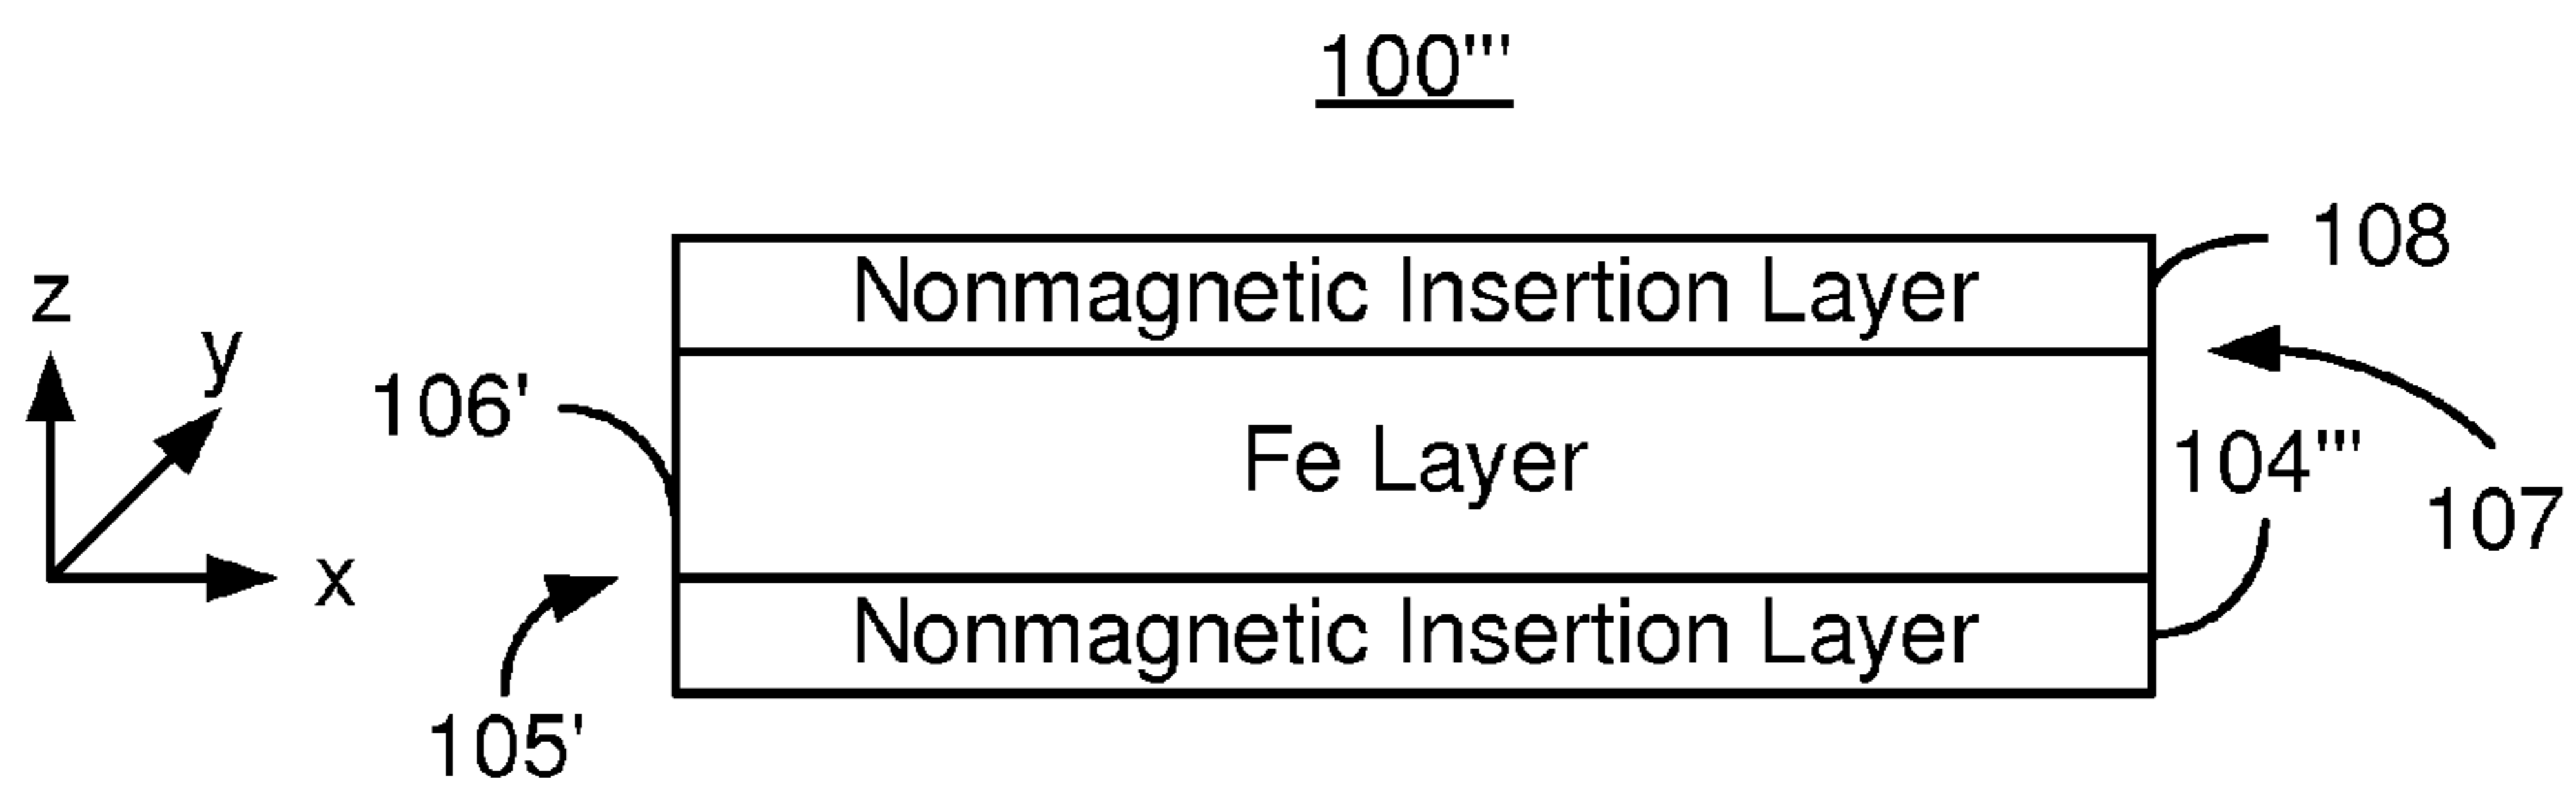 100'''
108
Nonmagnetic Insertion Layer
z
y
106'
Fe Layer
104'''
107
x
Nonmagnetic Insertion Layer
105'